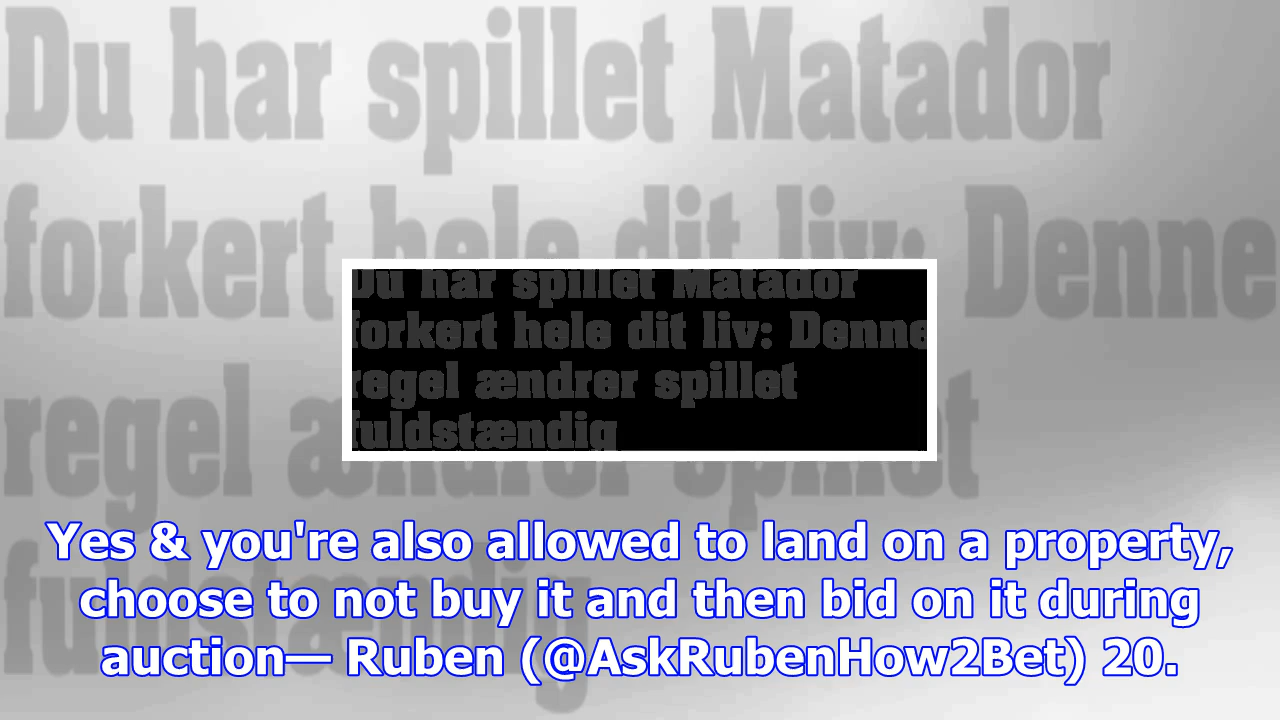 Du har spillet Matador
forkert hele dit liv: Denne
regel ændrer spillet
fuldstændig
Du har spillet Matador
forkert hele dit liv: Denne
regel ændrer spillet
fuldstændig
Yes & you're also allowed to land on a property,
choose to not buy it and then bid on it during
auction— Ruben (@AskRubenHow2Bet) 20.